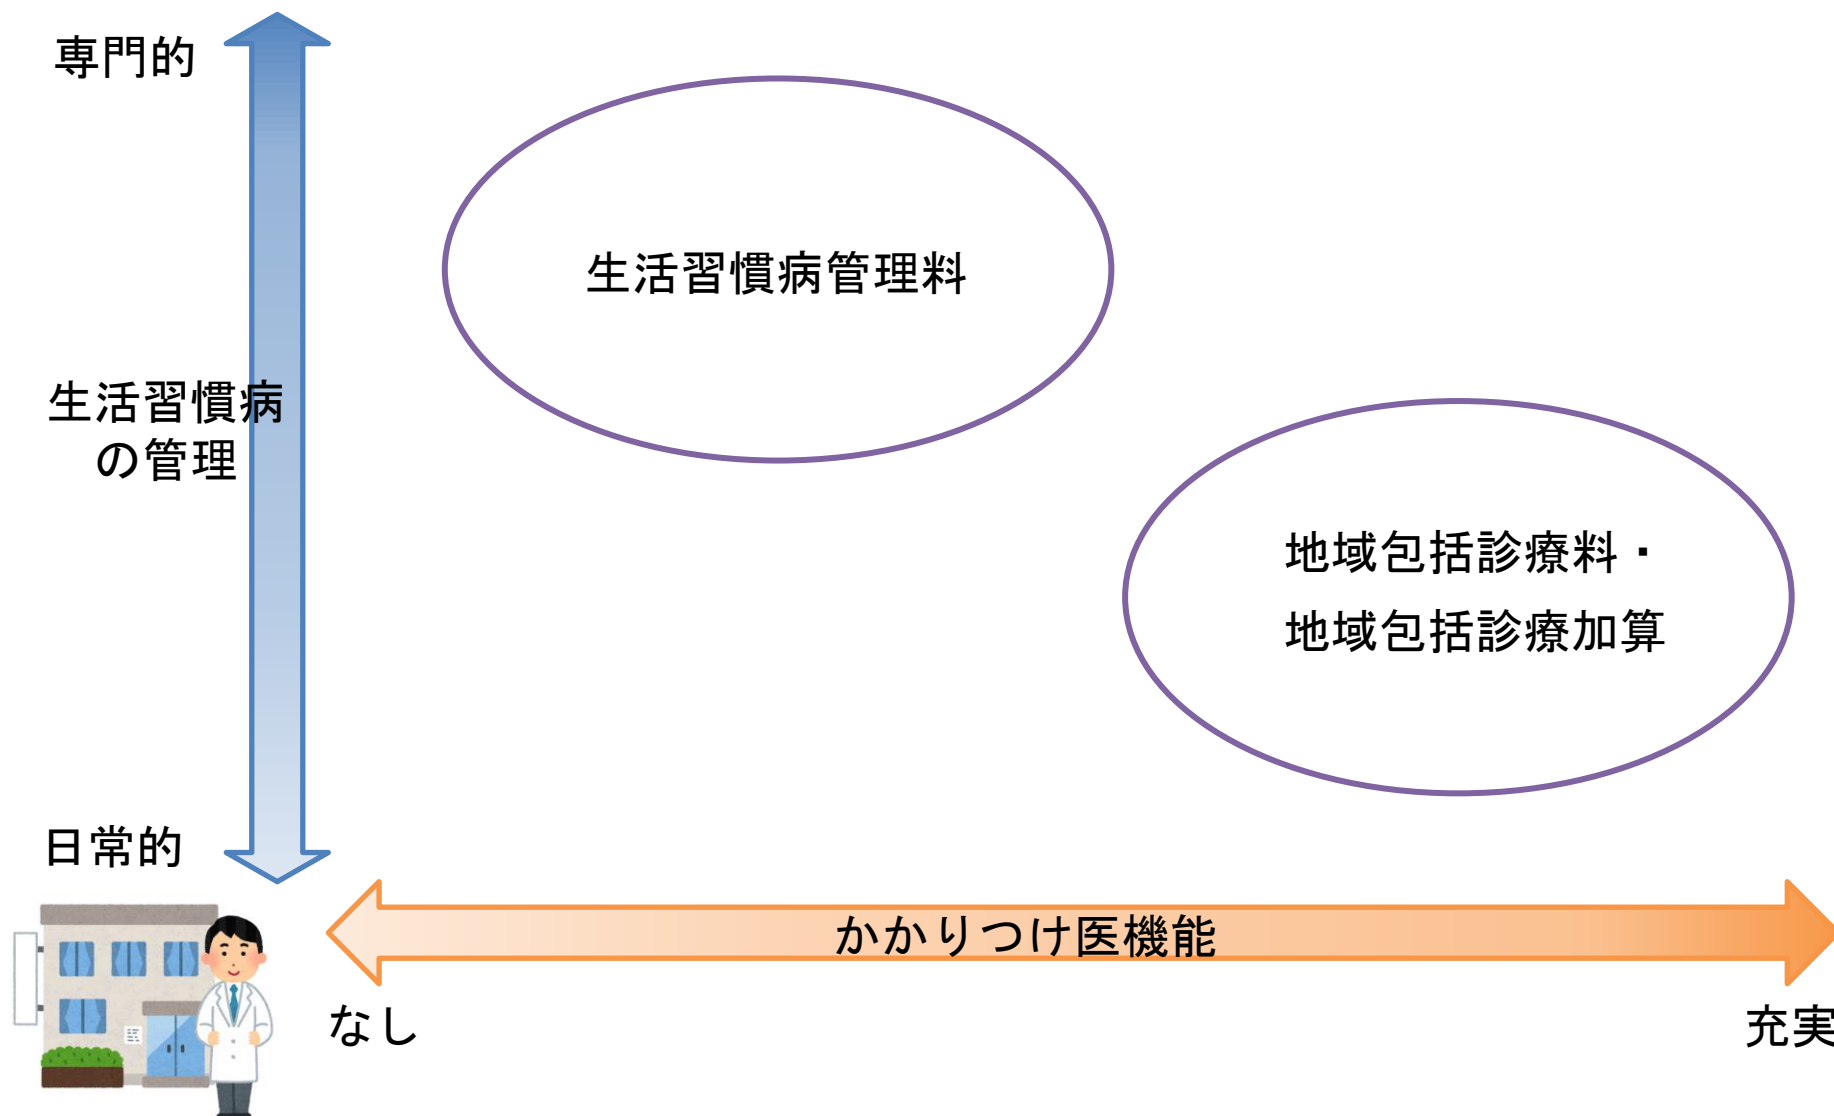 専門的
生活習慣病管理料
生活習慣病
の管理
地域包括診療料・
地域包括診療加算
日常的
かかりつけ医機能
なし
充実